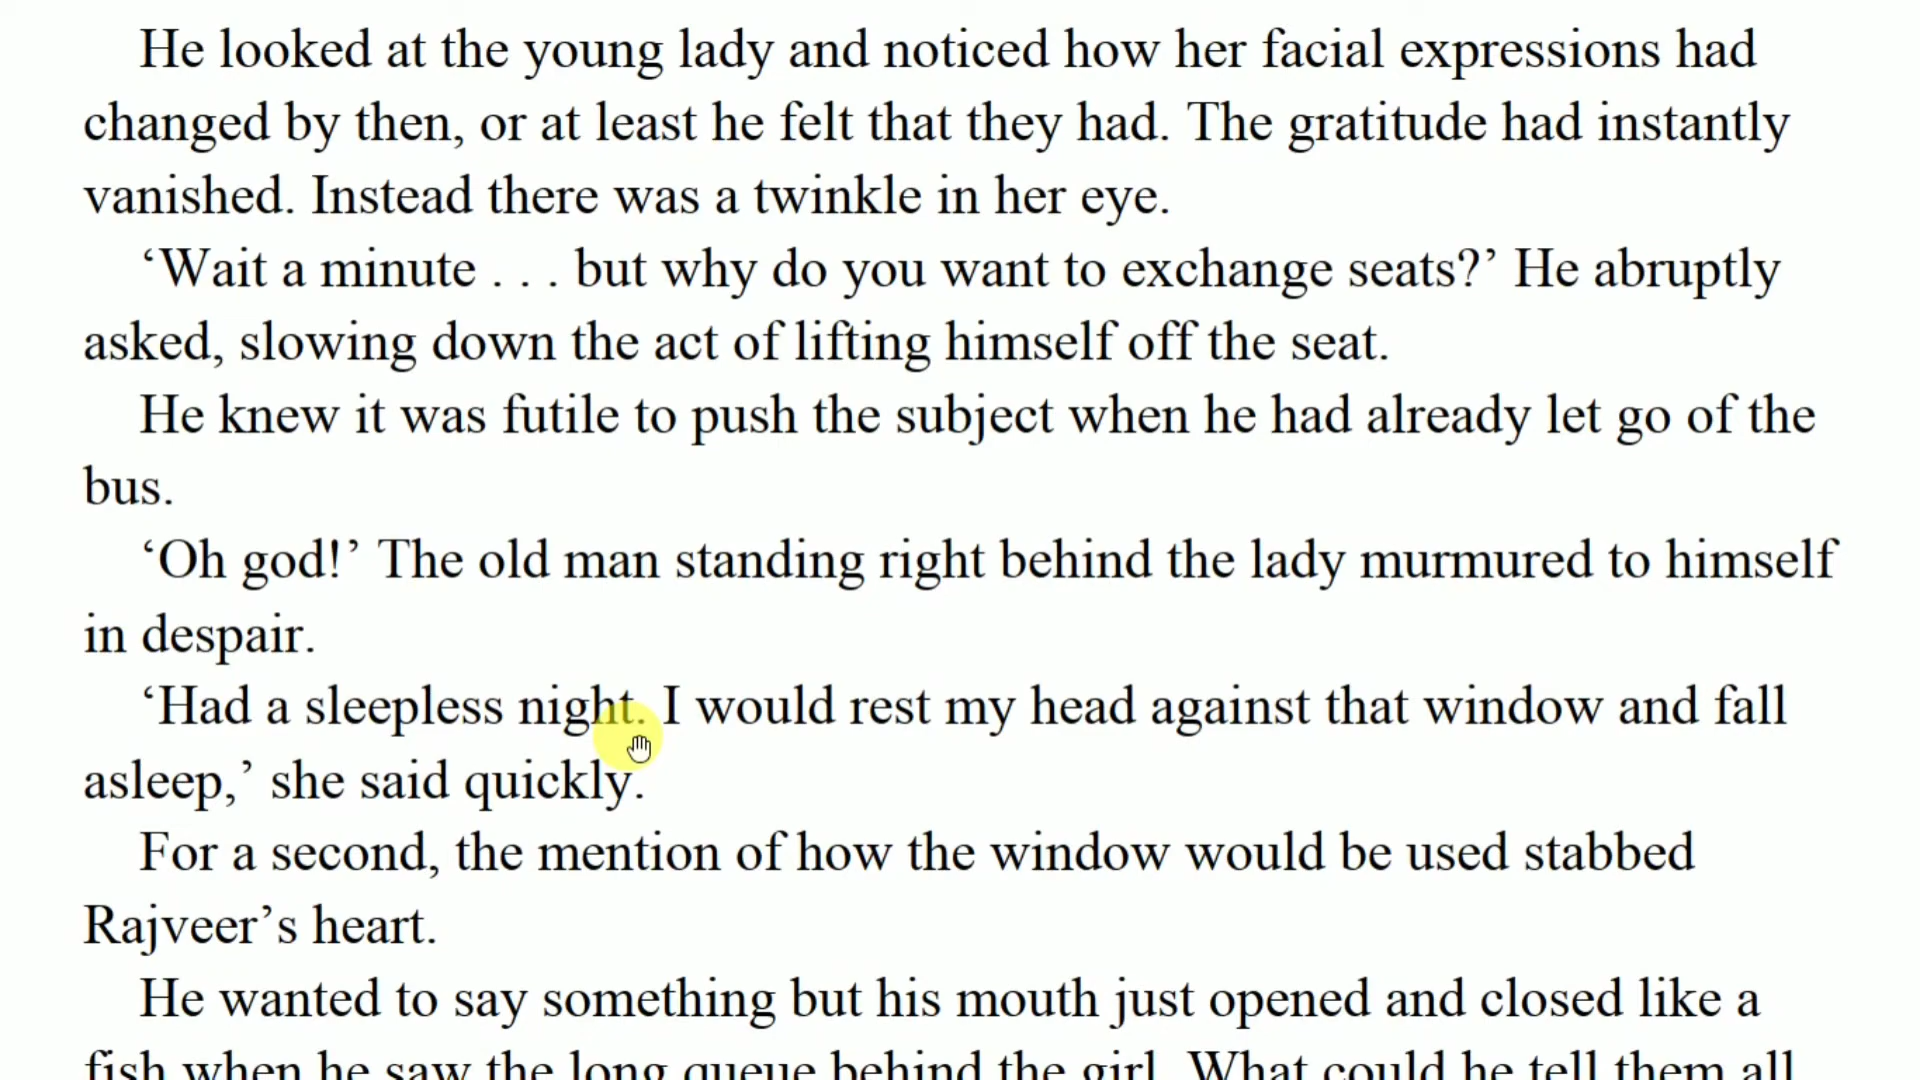 He looked at the young lady and noticed how her facial expressions had
changed by then, or at least he felt that they had. The gratitude had instantly
vanished. Instead there was a twinkle in her eye.
‘Wait a minute . . . but why do you want to exchange seats?’ He abruptly
asked, slowing down the act of lifting himself off the seat.
He knew it was futile to push the subject when he had already let go of the
bus.
‘Oh god!’ The old man standing right behind the lady murmured to himself
in despair.
‘Had a sleepless night. I would rest my head against that window and fall
asleep,’ she said quickly.
For a second, the mention of how the window would be used stabbed
Rajveer’s heart.
He wanted to say something but his mouth just opened and closed like a
fish when he saw the long queue behind the girl. What could he tell them all